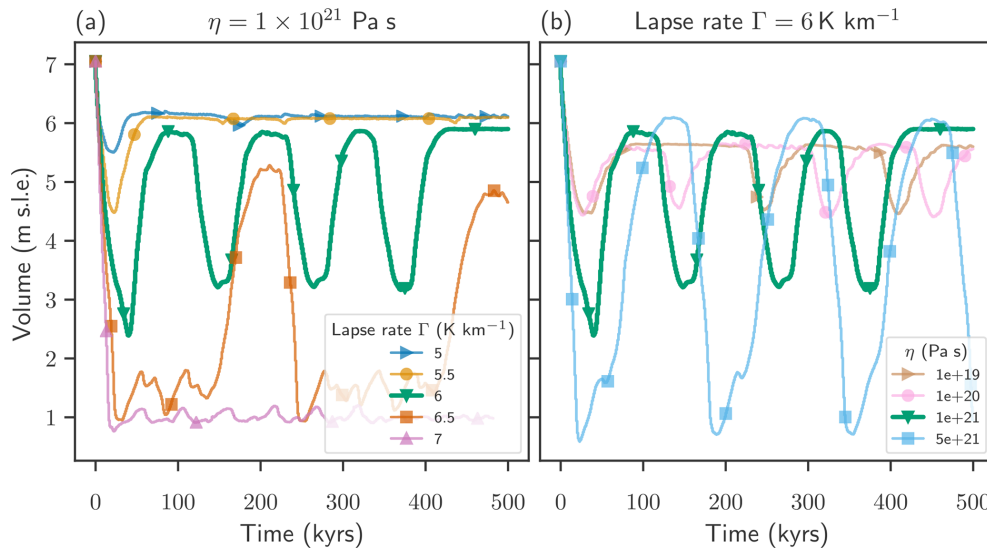 (a) η = 1 × 10²¹ Pa s
(b) Lapse rate Γ = 6 K km⁻¹
Volume (m s.l.e.)
7
6
5
4
3
2
1
Lapse rate Γ (K km⁻¹)
5
5.5
6
6.5
7
η (Pa s)
1e+19
1e+20
1e+21
5e+21
0 100 200 300 400 500
0 100 200 300 400 500
Time (kyrs)
Time (kyrs)